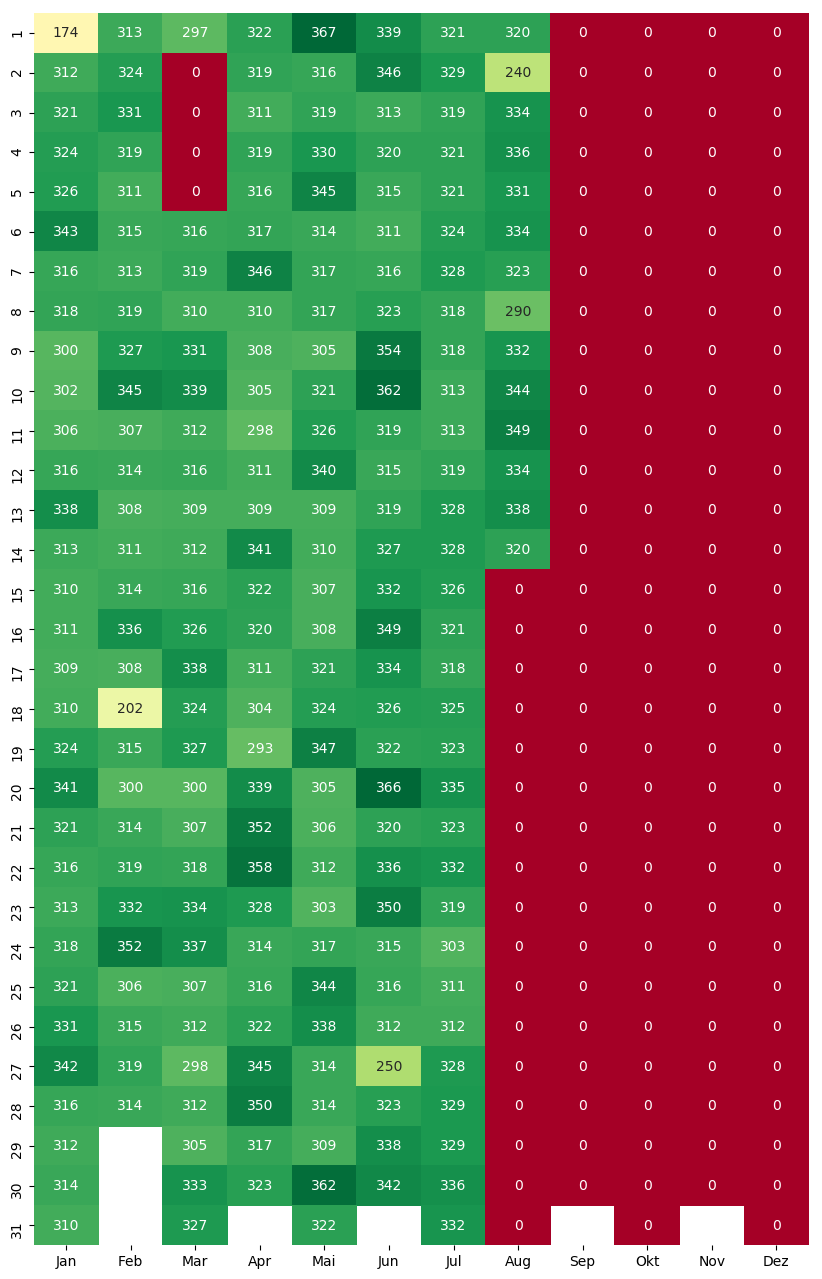 1 174 313 297 322 367 339 321 320 0 0 0 0
2 312 324 0 319 316 346 329 240 0 0 0 0
3 321 331 0 311 319 313 319 334 0 0 0 0
4 324 319 0 319 330 320 321 336 0 0 0 0
5 326 311 0 316 345 315 321 331 0 0 0 0
6 343 315 316 317 314 311 324 334 0 0 0 0
7 316 313 319 346 317 316 328 323 0 0 0 0
8 318 319 310 310 317 323 318 290 0 0 0 0
9 300 327 331 308 305 354 318 332 0 0 0 0
10 302 345 339 305 321 362 313 344 0 0 0 0
11 306 307 312 298 326 319 313 349 0 0 0 0
12 316 314 316 311 340 315 319 334 0 0 0 0
13 338 308 309 309 309 319 328 338 0 0 0 0
14 313 311 312 341 310 327 328 320 0 0 0 0
15 310 314 316 322 307 332 326 0 0 0 0 0
16 311 336 326 320 308 349 321 0 0 0 0 0
17 309 308 338 311 321 334 318 0 0 0 0 0
18 310 202 324 304 324 326 325 0 0 0 0 0
19 324 315 327 293 347 322 323 0 0 0 0 0
20 341 300 300 339 305 366 335 0 0 0 0 0
21 321 314 307 352 306 320 323 0 0 0 0 0
22 316 319 318 358 312 336 332 0 0 0 0 0
23 313 332 334 328 303 350 319 0 0 0 0 0
24 318 352 337 314 317 315 303 0 0 0 0 0
25 321 306 307 316 344 316 311 0 0 0 0 0
26 331 315 312 322 338 312 312 0 0 0 0 0
27 342 319 298 345 314 250 328 0 0 0 0 0
28 316 314 312 350 314 323 329 0 0 0 0 0
29 312 305 317 309 338 329 0 0 0 0 0
30 314 333 323 362 342 336 0 0 0 0 0
31 310 327 322 332 0 0 0
Jan Feb Mar Apr Mai Jun Jul Aug Sep Okt Nov Dez